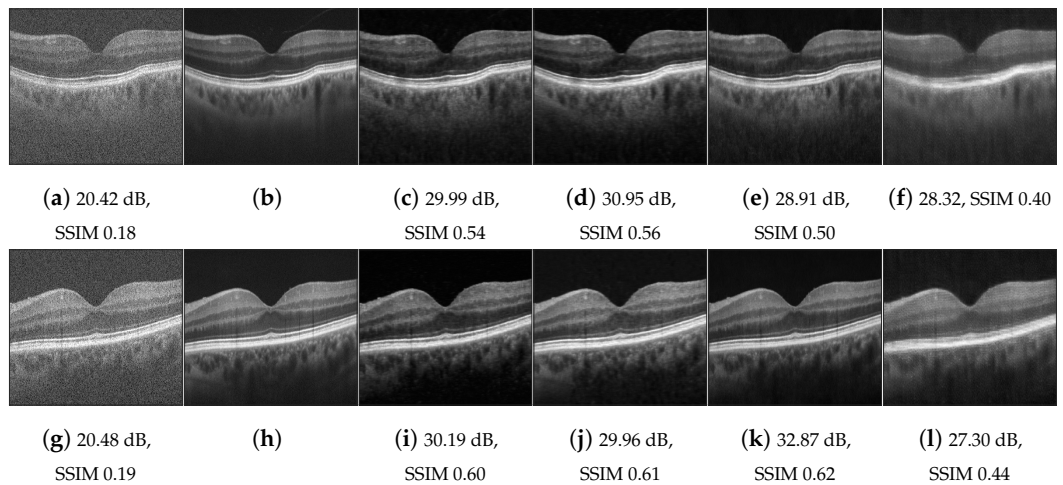 (a) 20.42 dB,
SSIM 0.18
(b)
(c) 29.99 dB,
SSIM 0.54
(d) 30.95 dB,
SSIM 0.56
(e) 28.91 dB,
SSIM 0.50
(f) 28.32, SSIM 0.40
(g) 20.48 dB,
SSIM 0.19
(h)
(i) 30.19 dB,
SSIM 0.60
(j) 29.96 dB,
SSIM 0.61
(k) 32.87 dB,
SSIM 0.62
(l) 27.30 dB,
SSIM 0.44